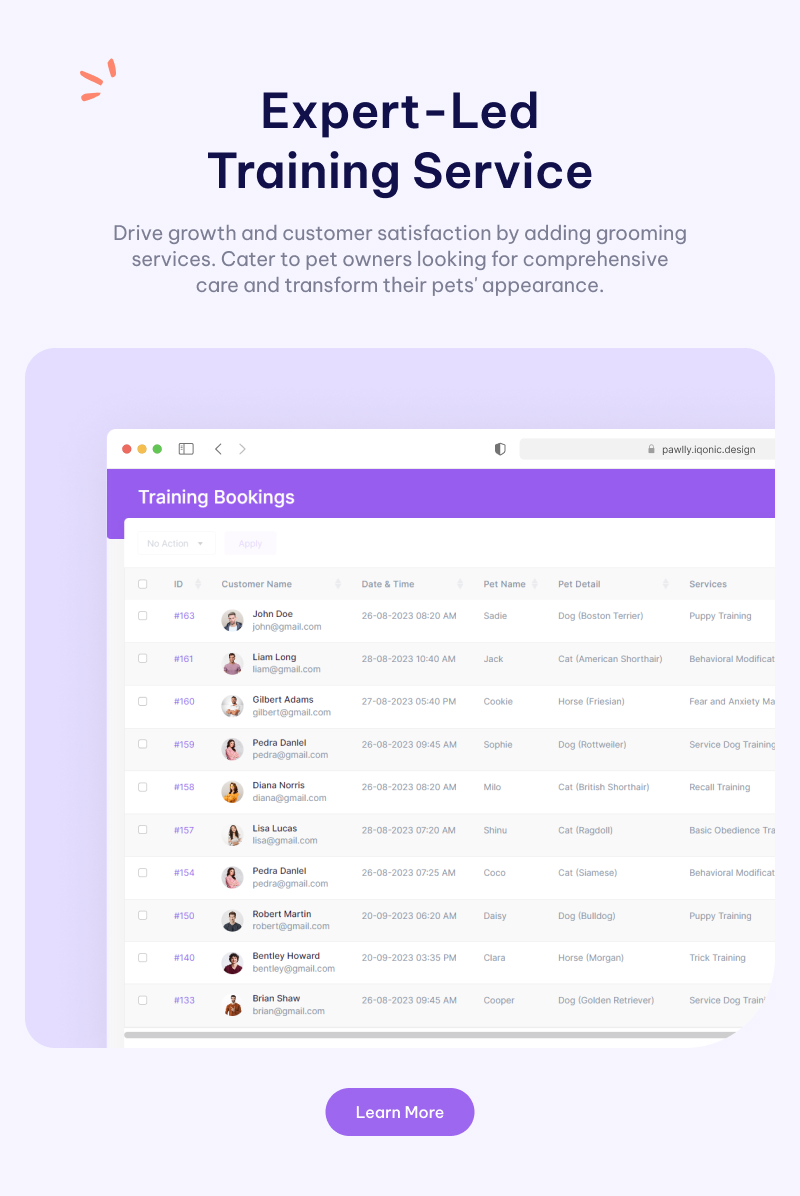 Expert-Led
Training Service
Drive growth and customer satisfaction by adding grooming
services. Cater to pet owners looking for comprehensive
care and transform their pets' appearance.
pawlly.iqonic.design
Training Bookings
No Action Apply
ID Customer Name Date & Time Pet Name Pet Detail Services
#163 John Doe 26-08-2023 08:20 AM Sadie Dog (Boston Terrier) Puppy Training
john@gmail.com
#161 Liam Long 28-08-2023 10:40 AM Jack Cat (American Shorthair) Behavioral Modificat
liam@gmail.com
#160 Gilbert Adams 27-08-2023 05:40 PM Cookie Horse (Friesian) Fear and Anxiety Ma
gilbert@gmail.com
#159 Pedra Danlel 26-08-2023 09:45 AM Sophie Dog (Rottweiler) Service Dog Training
pedra@gmail.com
#158 Diana Norris 26-08-2023 08:20 AM Milo Cat (British Shorthair) Recall Training
diana@gmail.com
#157 Lisa Lucas 28-08-2023 07:20 AM Shinu Cat (Ragdoll) Basic Obedience Tra
lisa@gmail.com
#154 Pedra Danlel 26-08-2023 07:25 AM Coco Cat (Siamese) Behavioral Modificat
pedra@gmail.com
#150 Robert Martin 20-09-2023 06:20 AM Daisy Dog (Bulldog) Puppy Training
robert@gmail.com
#140 Bentley Howard 20-09-2023 03:35 PM Clara Horse (Morgan) Trick Training
bentley@gmail.com
#133 Brian Shaw 26-08-2023 09:45 AM Cooper Dog (Golden Retriever) Service Dog Train
brian@gmail.com
Learn More